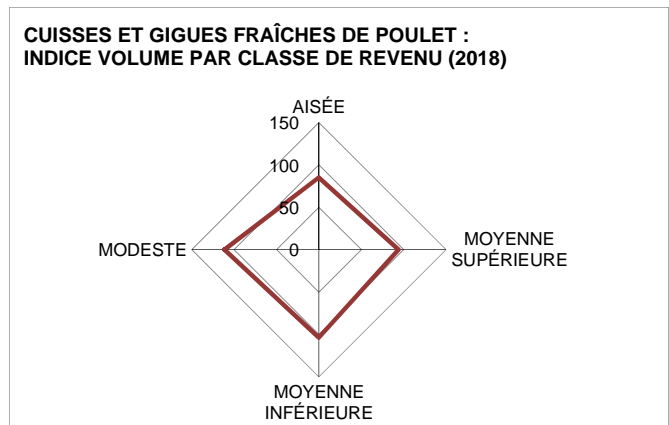 CUISSES ET GIGUES FRAÎCHES DE POULET :
INDICE VOLUME PAR CLASSE DE REVENU (2018)
AISÉE
150
100
50
0
MODESTE
MOYENNE
SUPÉRIEURE
MOYENNE
INFÉRIEURE